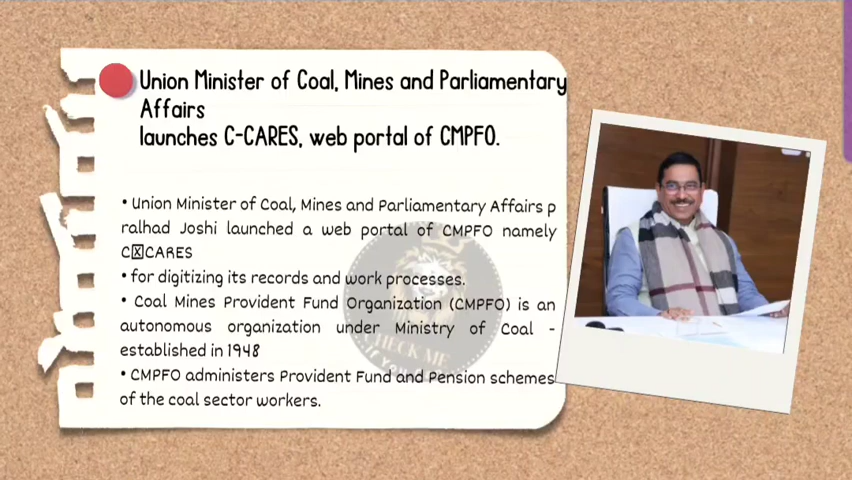 Union Minister of Coal, Mines and Parliamentary
Affairs
launches C-CARES, web portal of CMPFO.
• Union Minister of Coal, Mines and Parliamentary Affairs p
ralhad Joshi launched a web portal of CMPFO namely
C☒CARES
• for digitizing its records and work processes.
• Coal Mines Provident Fund Organization (CMPFO) is an
autonomous organization under Ministry of Coal -
established in 1948
• CMPFO administers Provident Fund and Pension schemes
of the coal sector workers.
CHECK ME